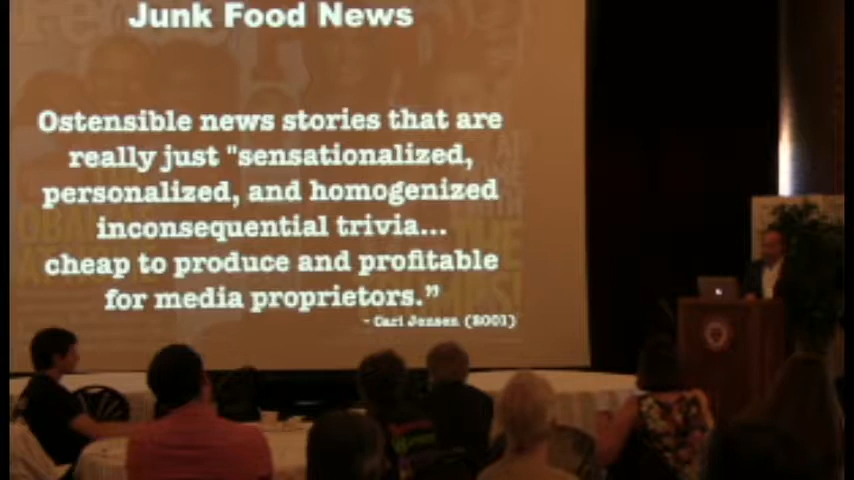 Junk Food News
Ostensible news stories that are
really just "sensationalized,
personalized, and homogenized
inconsequential trivia...
cheap to produce and profitable
for media proprietors.”
- Carl Jensen (2001)